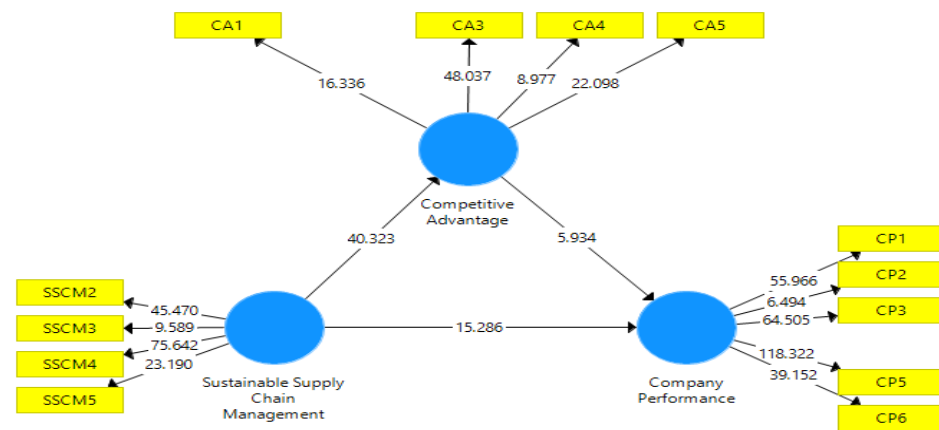 CA1
CA3
CA4
CA5
16.336
48.037
8.977
22.098
Competitive
Advantage
40.323
5.934
CP1
CP2
CP3
CP5
CP6
55.966
6.494
64.505
118.322
39.152
SSCM2
SSCM3
SSCM4
SSCM5
45.470
9.589
75.642
23.190
15.286
Sustainable Supply
Chain
Management
Company
Performance